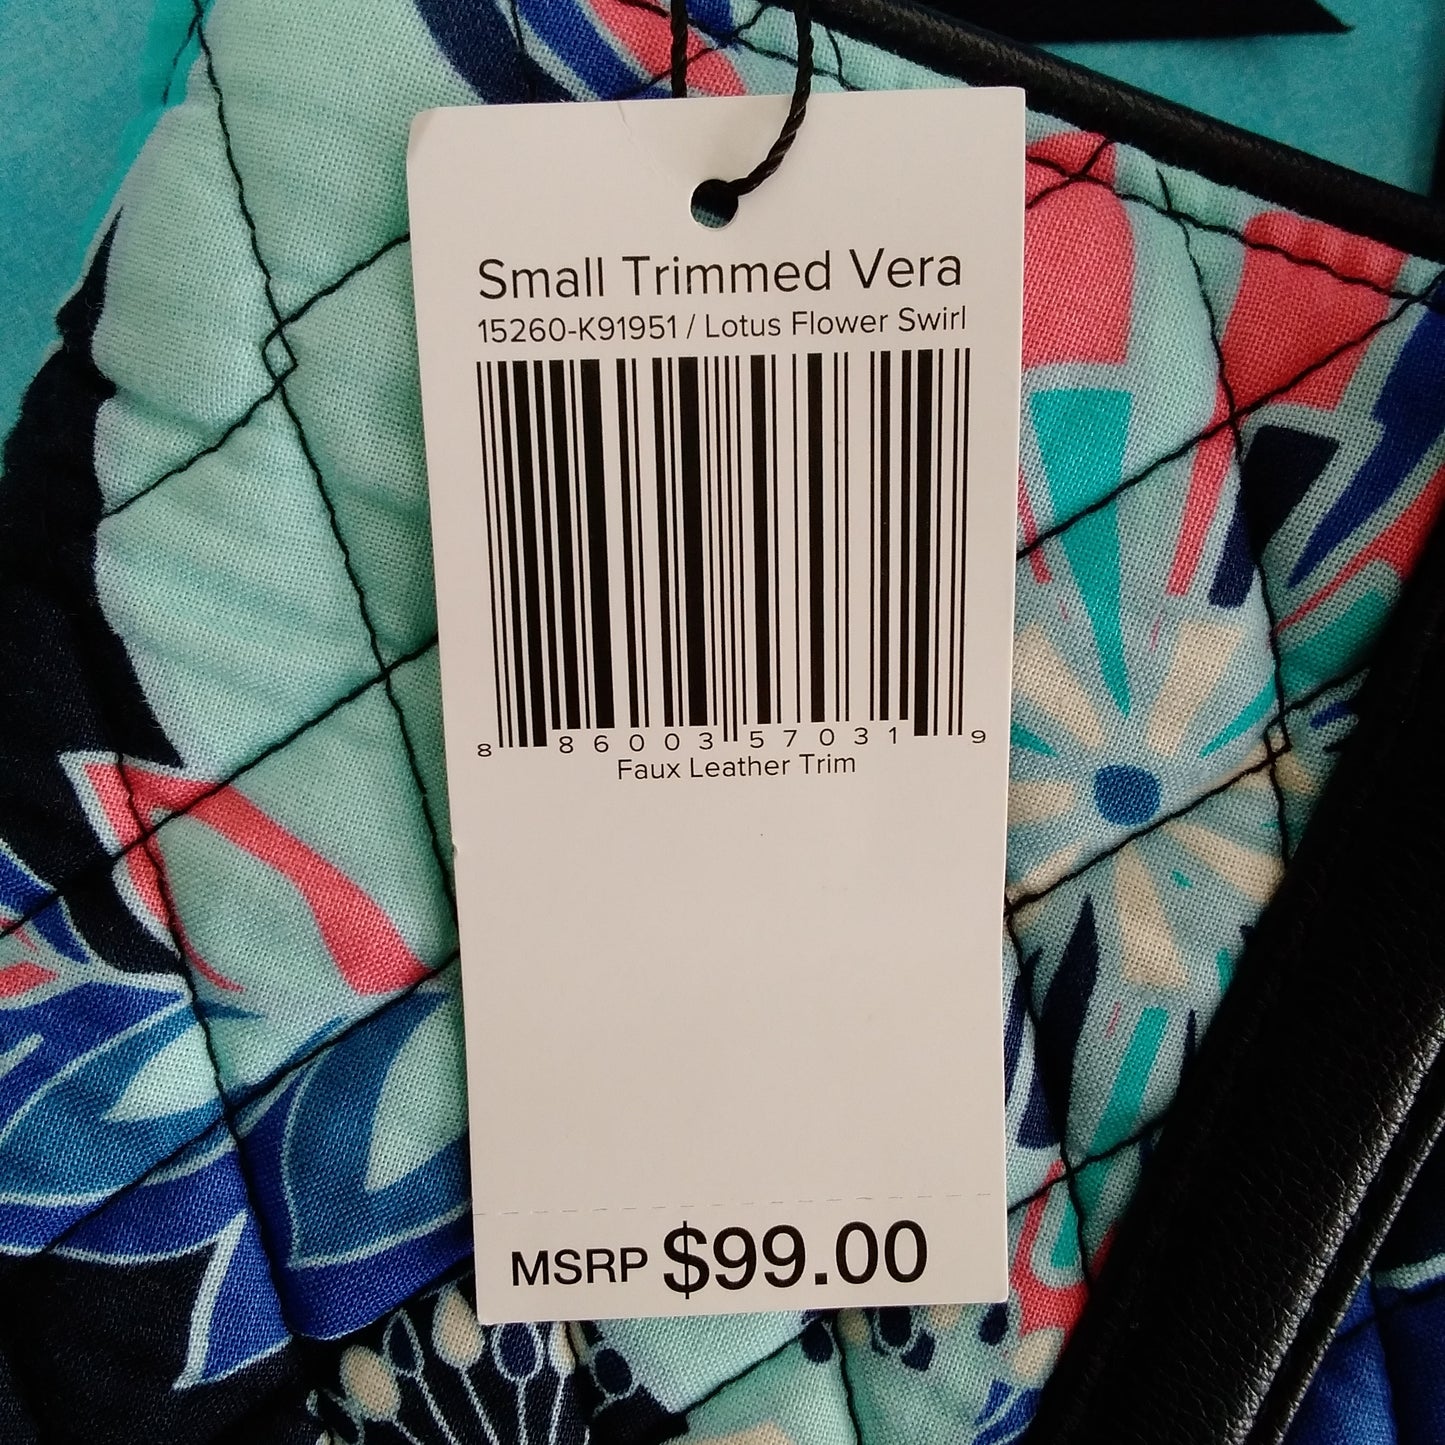 Small Trimmed Vera
15260-K91951 / Lotus Flower Swirl
8 86003 57031 9
Faux Leather Trim
MSRP $99.00